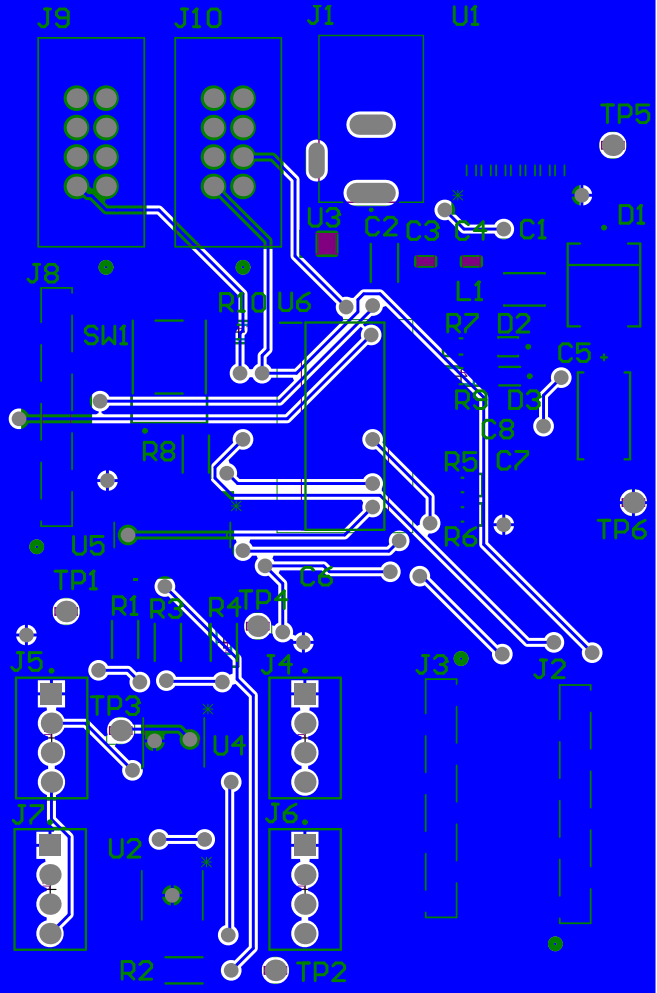 J9 J10 J1 U1
TP5
D1
U3 C2 C3 C4 C1
J8
L1
R10 U6
SW1 R7 D2
C5
R9 D3
C8
R8 R5 C7
R6 TP6
U5
C6
TP1 TP4
R1 R3 R4
J5 J4 J3 J2
TP3
U4
J7 J6
U2
R2 TP2